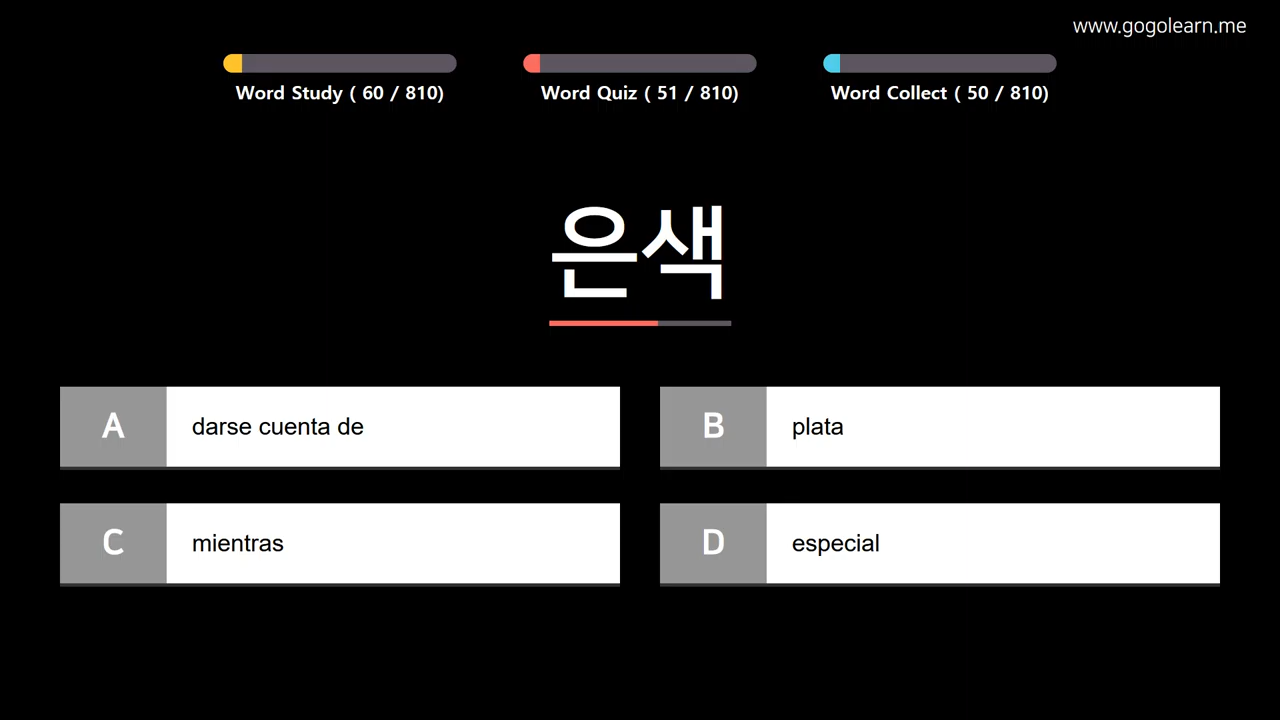 www.gogolearn.me
Word Study ( 60 / 810)
Word Quiz ( 51 / 810)
Word Collect ( 50 / 810)
은색
A
darse cuenta de
B
plata
C
mientras
D
especial